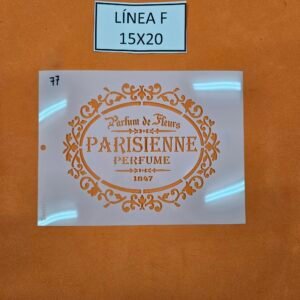 LÍNEA F
15X20
77
Parfum de Fleurs
PARISIENNE
PERFUME
1847